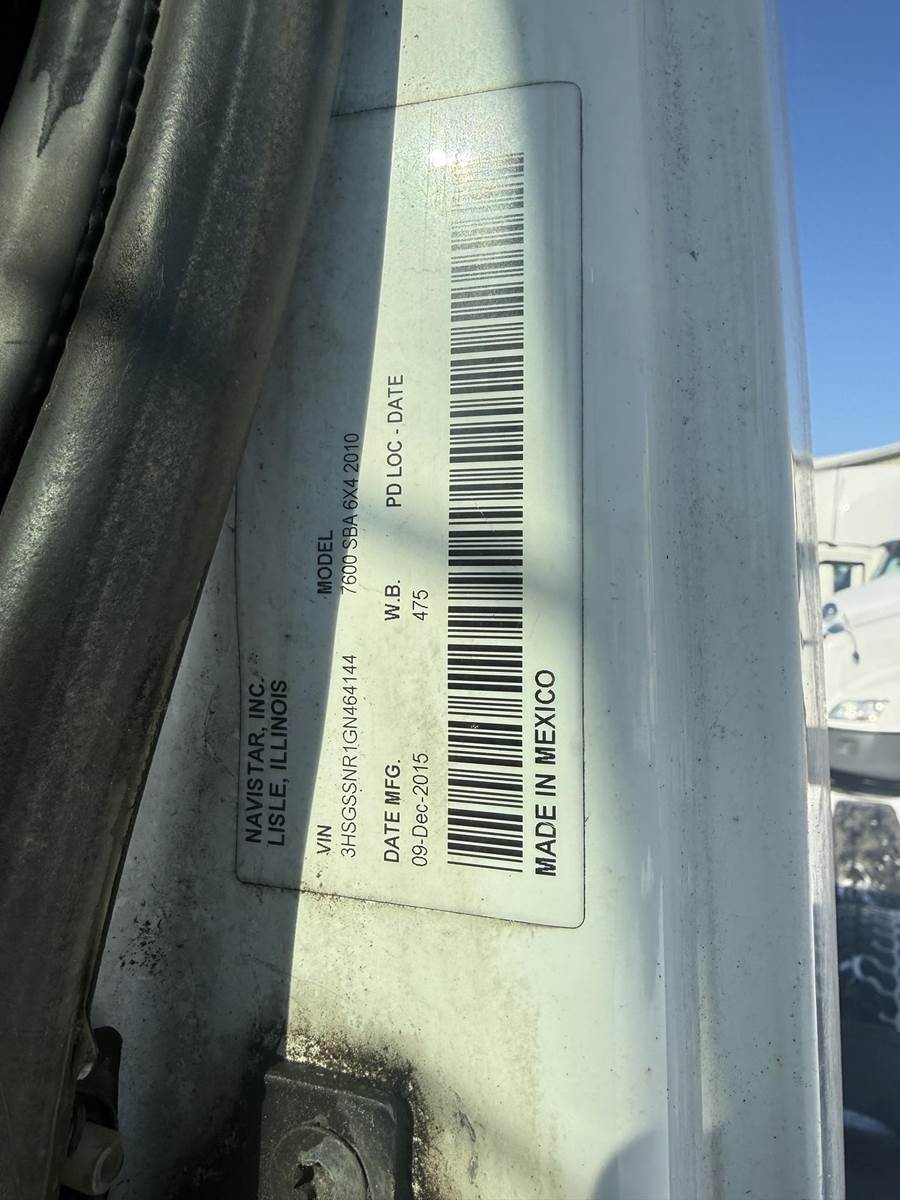 NAVISTAR, INC.
LISLE, ILLINOIS
VIN
3HSGSSNR1GN464144
MODEL
7600 SBA 6X4 2010
DATE MFG.
09-Dec-2015
W.B.
475
PD LOC - DATE
MADE IN MEXICO